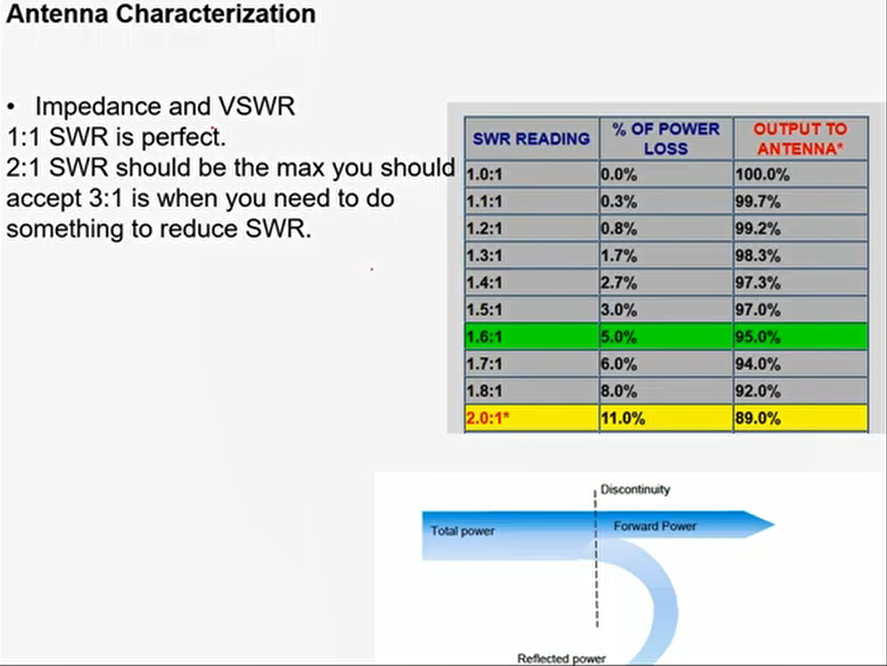 Antenna Characterization
• Impedance and VSWR
1:1 SWR is perfect.
2:1 SWR should be the max you should
accept 3:1 is when you need to do
something to reduce SWR.
SWR READING % OF POWER LOSS OUTPUT TO ANTENNA*
1.0:1 0.0% 100.0%
1.1:1 0.3% 99.7%
1.2:1 0.8% 99.2%
1.3:1 1.7% 98.3%
1.4:1 2.7% 97.3%
1.5:1 3.0% 97.0%
1.6:1 5.0% 95.0%
1.7:1 6.0% 94.0%
1.8:1 8.0% 92.0%
2.0:1* 11.0% 89.0%
Discontinuity
Total power
Forward Power
Reflected power